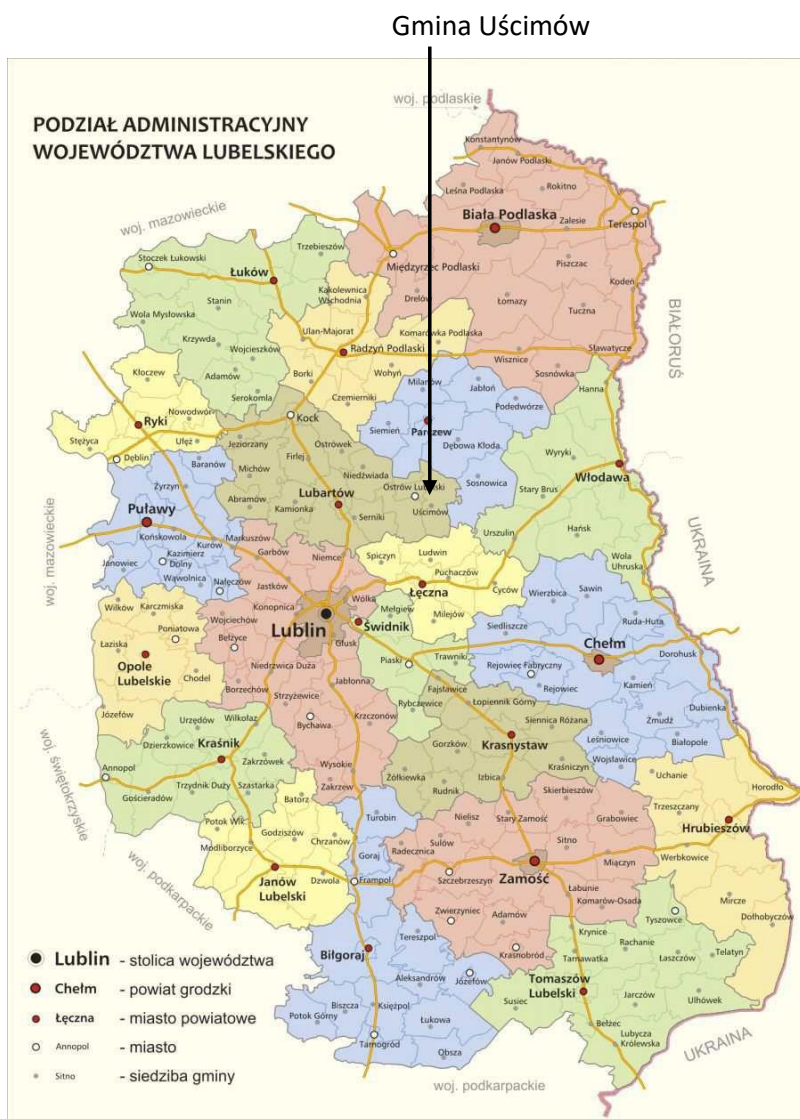 Gmina Uścimów
PODZIAŁ ADMINISTRACYJNY
WOJEWÓDZTWA LUBELSKIEGO
woj. podlaskie
woj. mazowieckie
Konstantynów
Janów Podlaski
Leśna Podlaska
Rokitno
Biała Podlaska
Zalesie
Terespol
Międzyrzec Podlaski
Piszczac
Kodeń
Drelów
Łomazy
Tuczna
BIAŁORUŚ
Sławatycze
Wisznice
Sosnówka
Stoczek Łukowski
Trzebieszów
Łuków
Stanin
Wola Mysłowska
Krzywda
Wojcieszków
Adamów
Serokomla
Kąkolewnica
Wschodnia
Ulan-Majorat
Komarówka Podlaska
Radzyń Podlaski
Borki
Wohyń
Czemierniki
Kłoczew
Ryki
Nowodwór
Stężyca
Ułęż
Dęblin
Milanów
Jabłoń
Podedwórze
Siemień
Parczew
Dębowa Kłoda
Sosnowica
Hanna
Wyryki
Włodawa
Stary Brus
Urszulin
Hańsk
Wola
Uhruska
UKRAINA
Kock
Jeziorzany
Ostrówek
Michów
Firlej
Niedźwiada
Ostrów Lubelski
Abramów
Lubartów
Kamionka
Serniki
Uścimów
Baranów
Żyrzyn
Puławy
Końskowola
Kurów
Markuszów
Janowiec
Kazimierz
Dolny
Wąwolnica
Nałęczów
woj. mazowieckie
Garbów
Niemce
Jastków
Konopnica
Wólka
Wojciechów
Lublin
Bełżyce
Głusk
Niedrzwica Duża
Jabłonna
Borzechów
Strzyżewice
Bychawa
Krzczonów
Wysokie
Zakrzew
Spiczyn
Ludwin
Puchaczów
Łęczna
Cyców
Milejów
Mełgiew
Świdnik
Piaski
Trawniki
Rybczewice
Wilków
Karczmiska
Poniatowa
Łaziska
Opole
Lubelskie
Chodel
Józefów
Wierzbica
Sawin
Ruda-Huta
Siedliszcze
Chełm
Dorohusk
Rejowiec Fabryczny
Rejowiec
Kamień
Dubienka
Żmudź
Leśniowice
Białopole
Wojsławice
Fajsławice
Łopiennik Górny
Siennica Różana
Gorzków
Krasnystaw
Kraśniczyn
Żółkiewka
Izbica
Rudnik
Urzędów
Wilkołaz
Dzierzkowice
Kraśnik
Zakrzówek
Annopol
Gościeradów
Trzydnik Duży
Szastarka
woj. świętokrzyskie
woj. podkarpackie
Batorz
Potok Wlk.
Godziszów
Modliborzyce
Chrzanów
Janów
Lubelski
Dzwola
Turobin
Goraj
Frampol
Biłgoraj
Tereszpol
Aleksandrów
Józefów
Biszcza
Księżpol
Potok Górny
Łukowa
Tarnogród
Obsza
Skierbieszów
Nielisz
Stary Zamość
Grabowiec
Sułów
Radecznica
Sitno
Miączyn
Szczebrzeszyn
Zamość
Łabunie
Komarów-Osada
Zwierzyniec
Adamów
Krasnobród
Uchanie
Horodło
Trzeszczany
Hrubieszów
Werbkowice
Mircze
Dołhobyczów
Tyszowce
Krynice
Rachanie
Telatyn
Tarnawatka
Łaszczów
Tomaszów
Lubelski
Susiec
Jarczów
Ulhówek
Bełżec
Lubycza
Królewska
UKRAINA
woj. podkarpackie
Lublin - stolica województwa
Chełm - powiat grodzki
Łęczna - miasto powiatowe
Annopol - miasto
Sitno - siedziba gminy